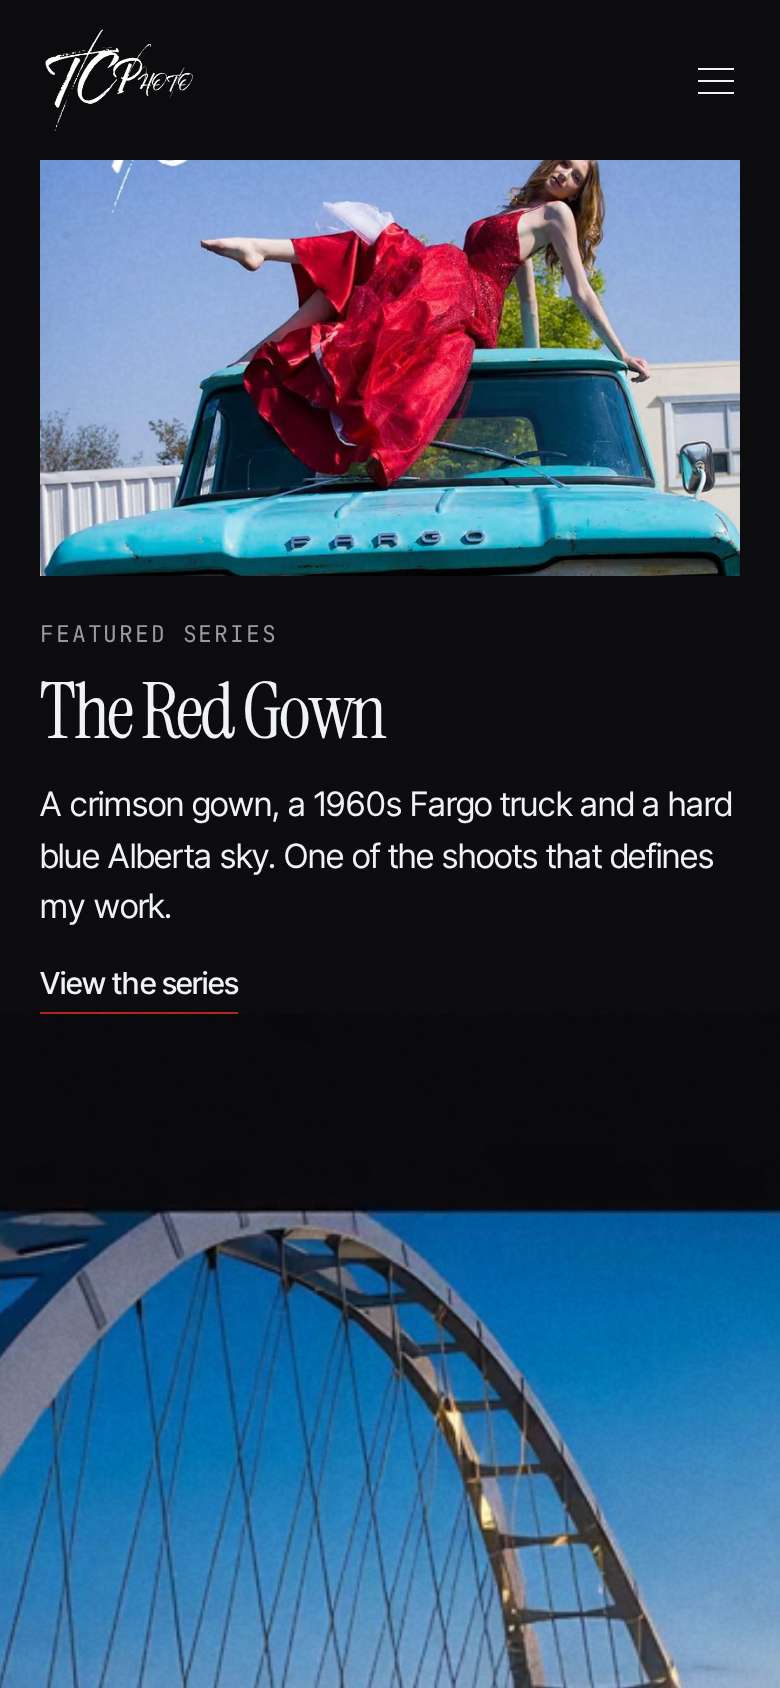 TCPhoto
FARGO
FEATURED SERIES
The Red Gown
A crimson gown, a 1960s Fargo truck and a hard
blue Alberta sky. One of the shoots that defines
my work.
View the series